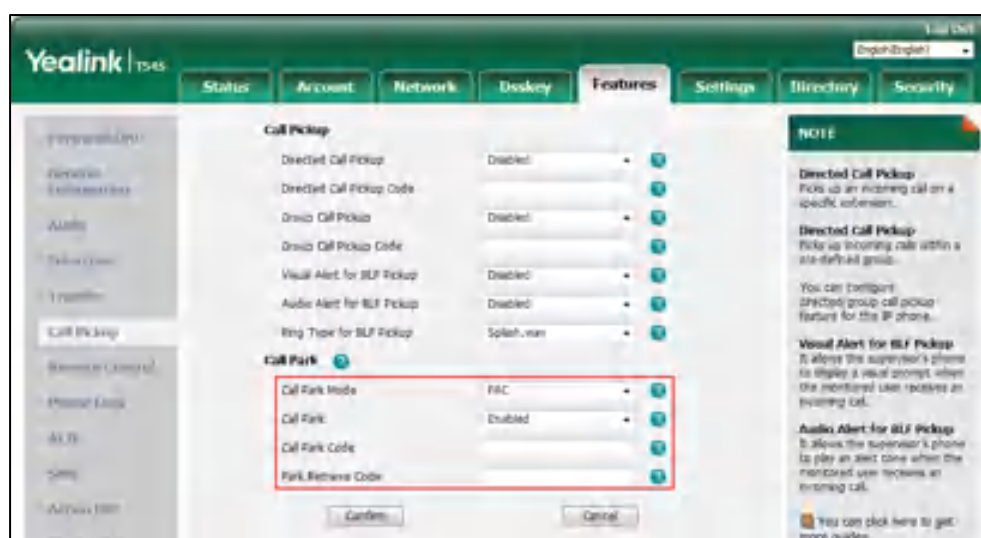 Log Out
English(English)
Yealink
Status
Account
Network
Dsskey
Features
Settings
Directory
Security
Audio
Transfer
Call Pickup
Remote Control
Phone Lock
ACD
SMS
Action URL
Call Pickup
Directed Call Pickup Disabled
Directed Call Pickup Code
Group Call Pickup Disabled
Group Call Pickup Code
Visual Alert for BLF Pickup Disabled
Audio Alert for BLF Pickup Disabled
Ring Type for BLF Pickup Splash.wav
Call Park
Call Park Mode FAC
Call Park Enabled
Call Park Code
Park Retrieve Code
Confirm
Cancel
NOTE
Directed Call Pickup
Picks up an incoming call on a
specific extension.
Directed Call Pickup
Picks up incoming calls within a
pre-defined group.
You can configure
directed/group call pickup
feature for the IP phone.
Visual Alert for BLF Pickup
It allows the supervisor's phone
to display a visual prompt when
the monitored user receives an
incoming call.
Audio Alert for BLF Pickup
It allows the supervisor's phone
to play an alert tone when the
monitored user receives an
incoming call.
You can click here to get
more guides.